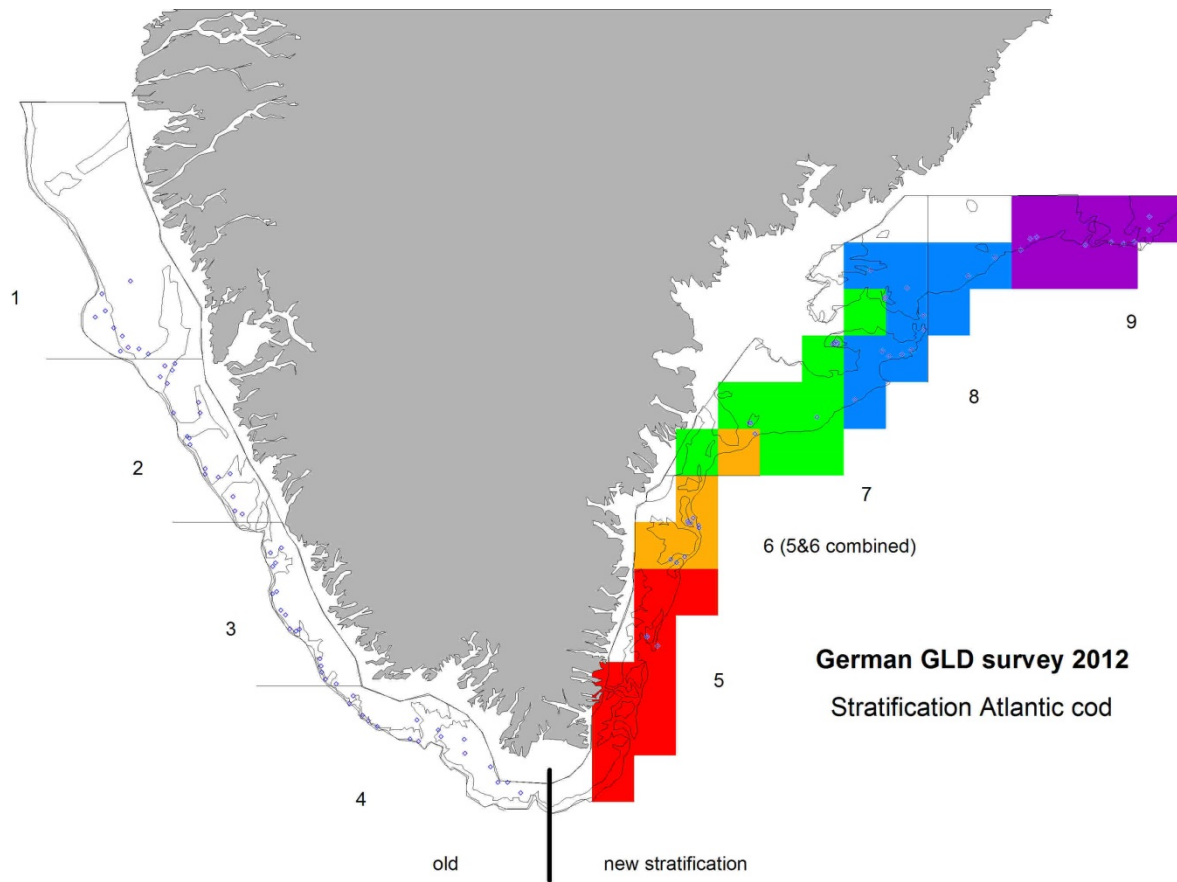 1
9
8
2
7
6 (5&6 combined)
3
German GLD survey 2012
5
Stratification Atlantic cod
4
old
new stratification